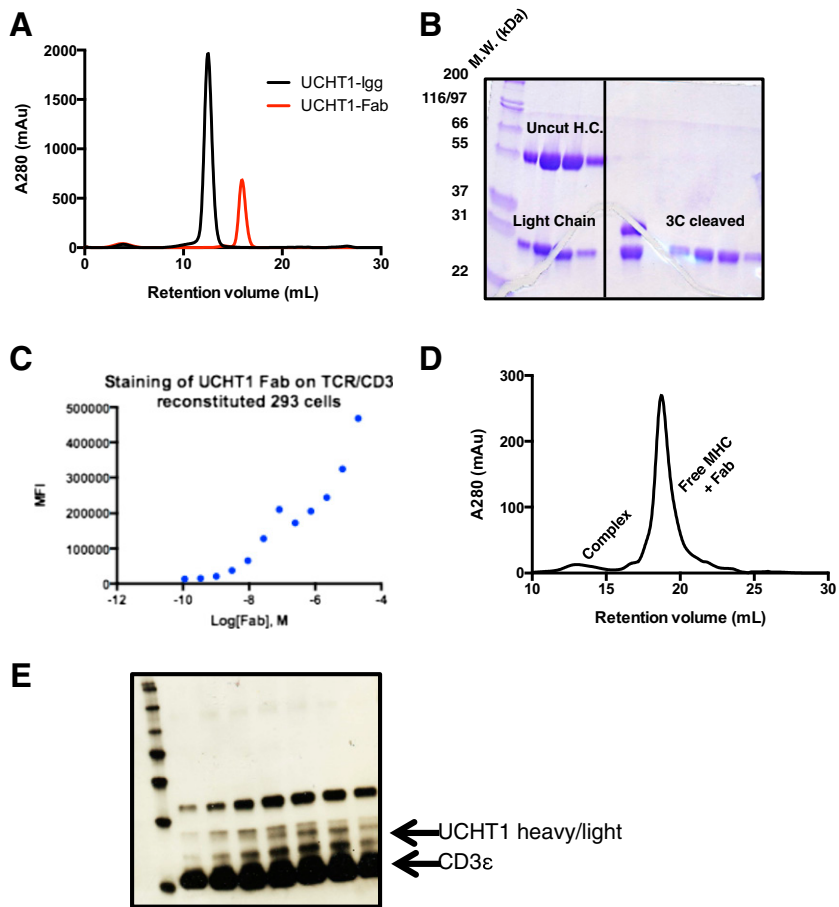 A
2000
1500
1000
500
0
A280 (mAu)
UCHT1-Igg
UCHT1-Fab
0
10
20
30
Retention volume (mL)
B
M.W. (kDa)
200
116/97
66
55
37
31
22
Uncut H.C.
Light Chain
3C cleaved
C
Staining of UCHT1 Fab on TCR/CD3
reconstituted 293 cells
500000
400000
300000
200000
100000
0
MFI
-12
-10
-8
-6
-4
Log[Fab], M
D
300
200
100
0
A280 (mAu)
Complex
Free MHC
+ Fab
10
15
20
25
30
Retention volume (mL)
E
UCHT1 heavy/light
CD3ε